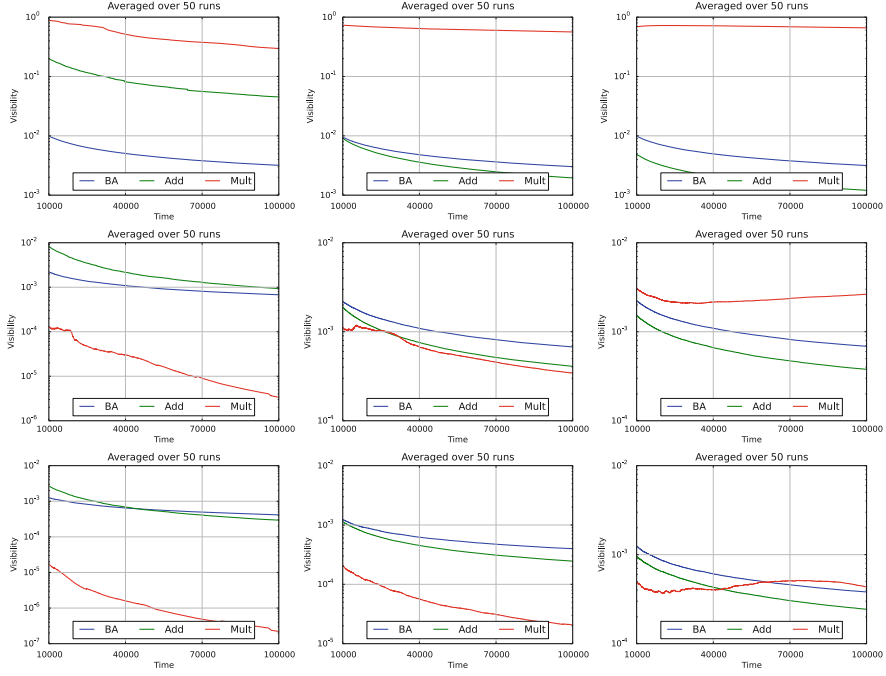 Averaged over 50 runs Averaged over 50 runs Averaged over 50 runs
10^0 10^0 10^0
10^-1 10^-1 10^-1
Visibility Visibility Visibility
10^-2 10^-2 10^-2
BA Add Mult BA Add Mult BA Add Mult
10^-3 10^-3 10^-3
10000 40000 70000 100000 10000 40000 70000 100000 10000 40000 70000 100000
Time Time Time
Averaged over 50 runs Averaged over 50 runs Averaged over 50 runs
10^-2 10^-2 10^-2
10^-3
10^-4 10^-3 10^-3
Visibility Visibility Visibility
10^-5
BA Add Mult BA Add Mult BA Add Mult
10^-6 10^-4 10^-4
10000 40000 70000 100000 10000 40000 70000 100000 10000 40000 70000 100000
Time Time Time
Averaged over 50 runs Averaged over 50 runs Averaged over 50 runs
10^-2 10^-2 10^-2
10^-3
10^-4 10^-3 10^-3
Visibility Visibility Visibility
10^-5 10^-4
10^-6
BA Add Mult BA Add Mult BA Add Mult
10^-7 10^-5 10^-4
10000 40000 70000 100000 10000 40000 70000 100000 10000 40000 70000 100000
Time Time Time